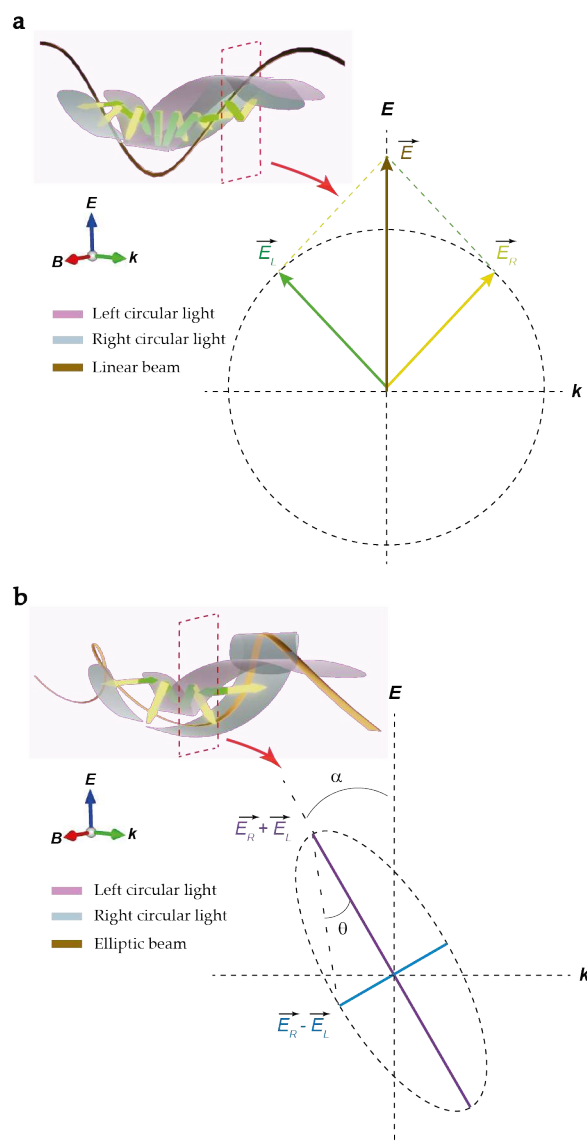 a
E
E
E_L
E_R
E
B
k
Left circular light
Right circular light
Linear beam
k
b
E
α
E
B
k
E_R + E_L
Left circular light
Right circular light
Elliptic beam
θ
k
E_R - E_L